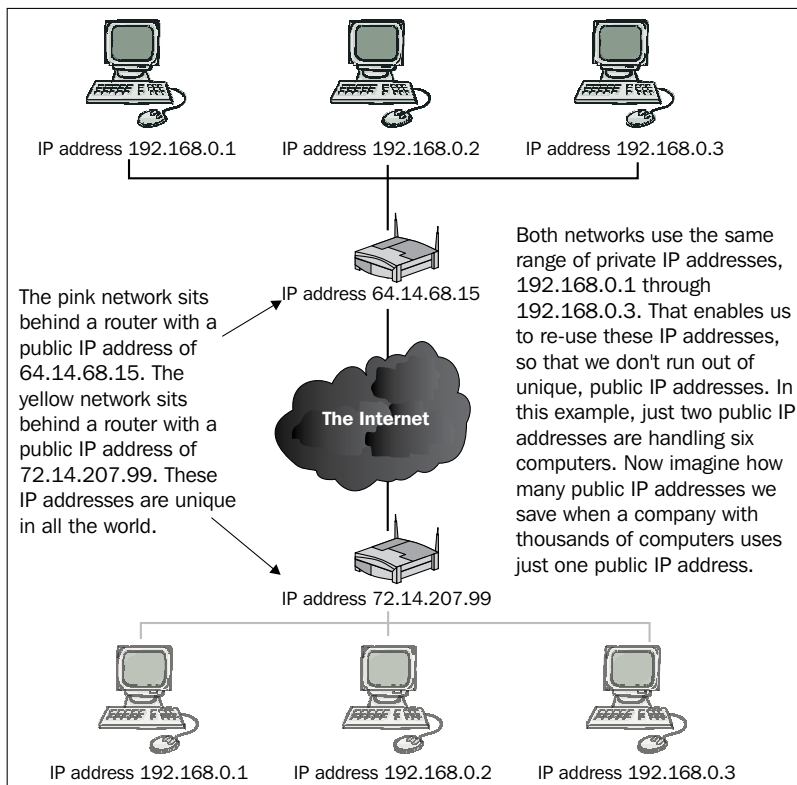 IP address 192.168.0.1
IP address 192.168.0.2
IP address 192.168.0.3
IP address 64.14.68.15
The pink network sits
behind a router with a
public IP address of
64.14.68.15. The
yellow network sits
behind a router with a
public IP address of
72.14.207.99. These
IP addresses are unique
in all the world.
The Internet
Both networks use the same
range of private IP addresses,
192.168.0.1 through
192.168.0.3. That enables us
to re-use these IP addresses,
so that we don't run out of
unique, public IP addresses. In
this example, just two public IP
addresses are handling six
computers. Now imagine how
many public IP addresses we
save when a company with
thousands of computers uses
just one public IP address.
IP address 72.14.207.99
IP address 192.168.0.1
IP address 192.168.0.2
IP address 192.168.0.3